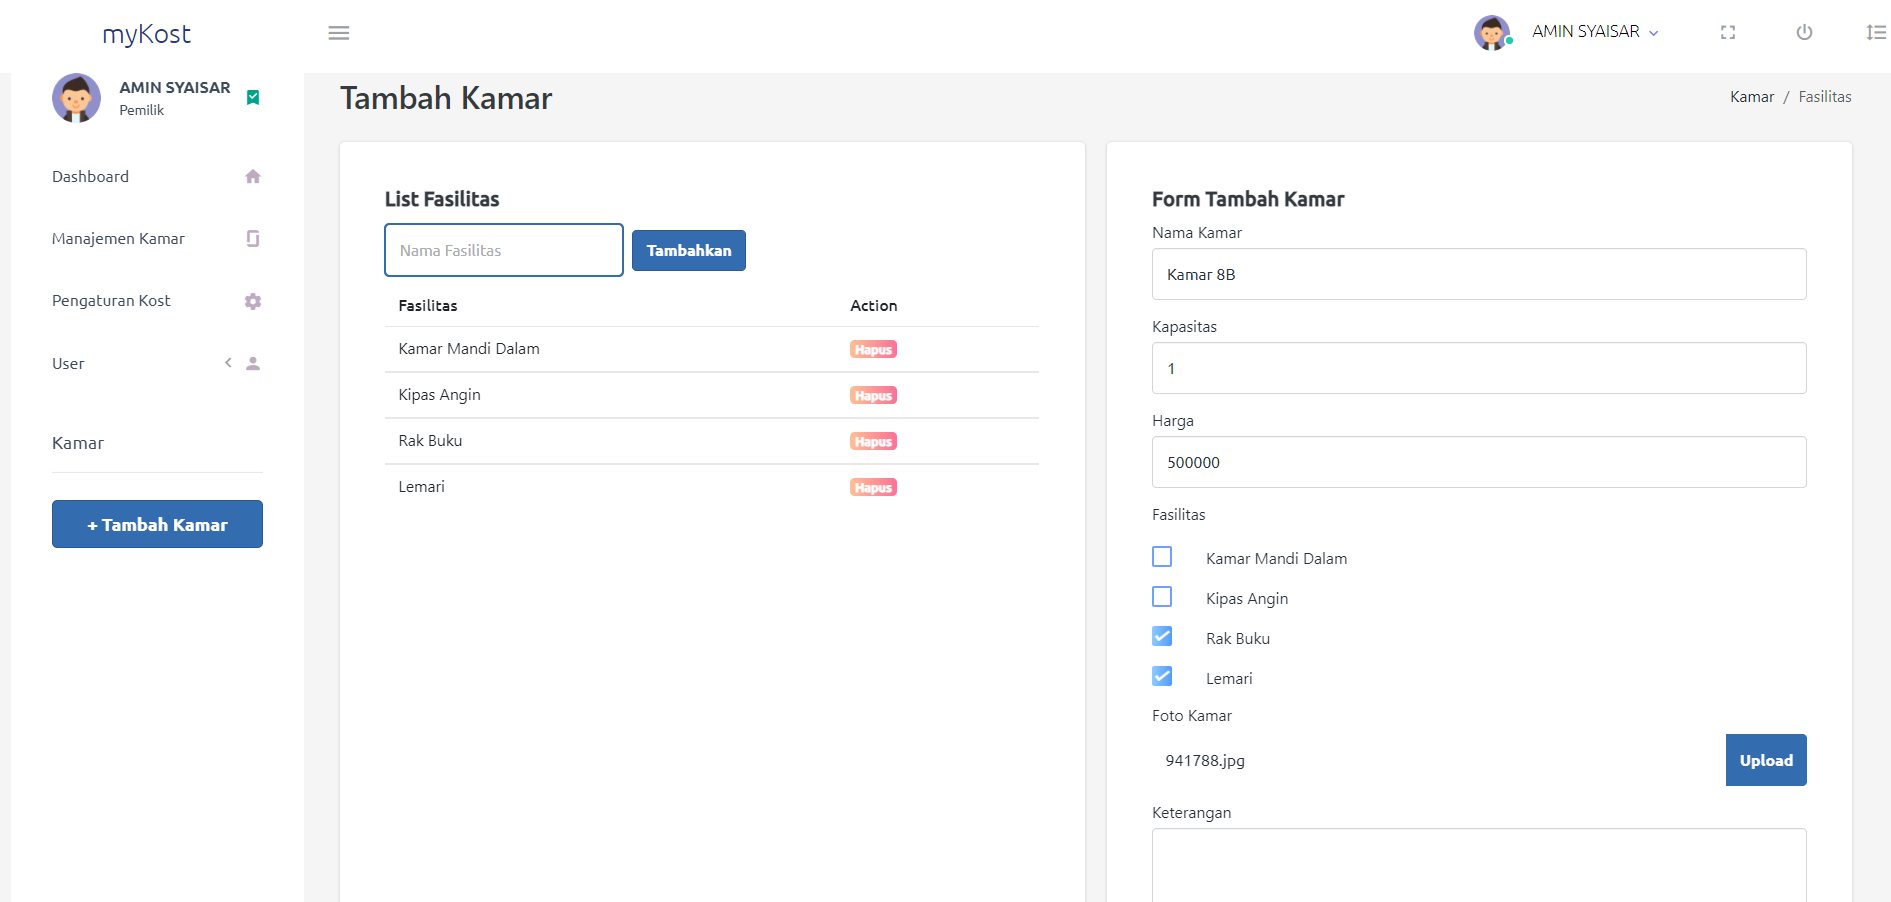 myKost
AMIN SYAISAR
AMIN SYAISAR
Pemilik
Dashboard
Manajemen Kamar
Pengaturan Kost
User
Kamar
+ Tambah Kamar
Tambah Kamar
Kamar / Fasilitas
List Fasilitas
Nama Fasilitas
Tambahkan
Fasilitas Action
Kamar Mandi Dalam Hapus
Kipas Angin Hapus
Rak Buku Hapus
Lemari Hapus
Form Tambah Kamar
Nama Kamar
Kamar 8B
Kapasitas
1
Harga
500000
Fasilitas
Kamar Mandi Dalam
Kipas Angin
Rak Buku
Lemari
Foto Kamar
941788.jpg
Upload
Keterangan